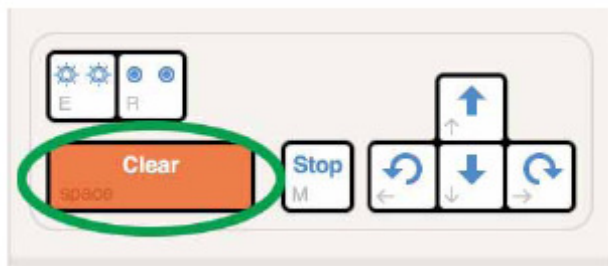 E R
Clear
space
Stop
M
↑
← ↓ →